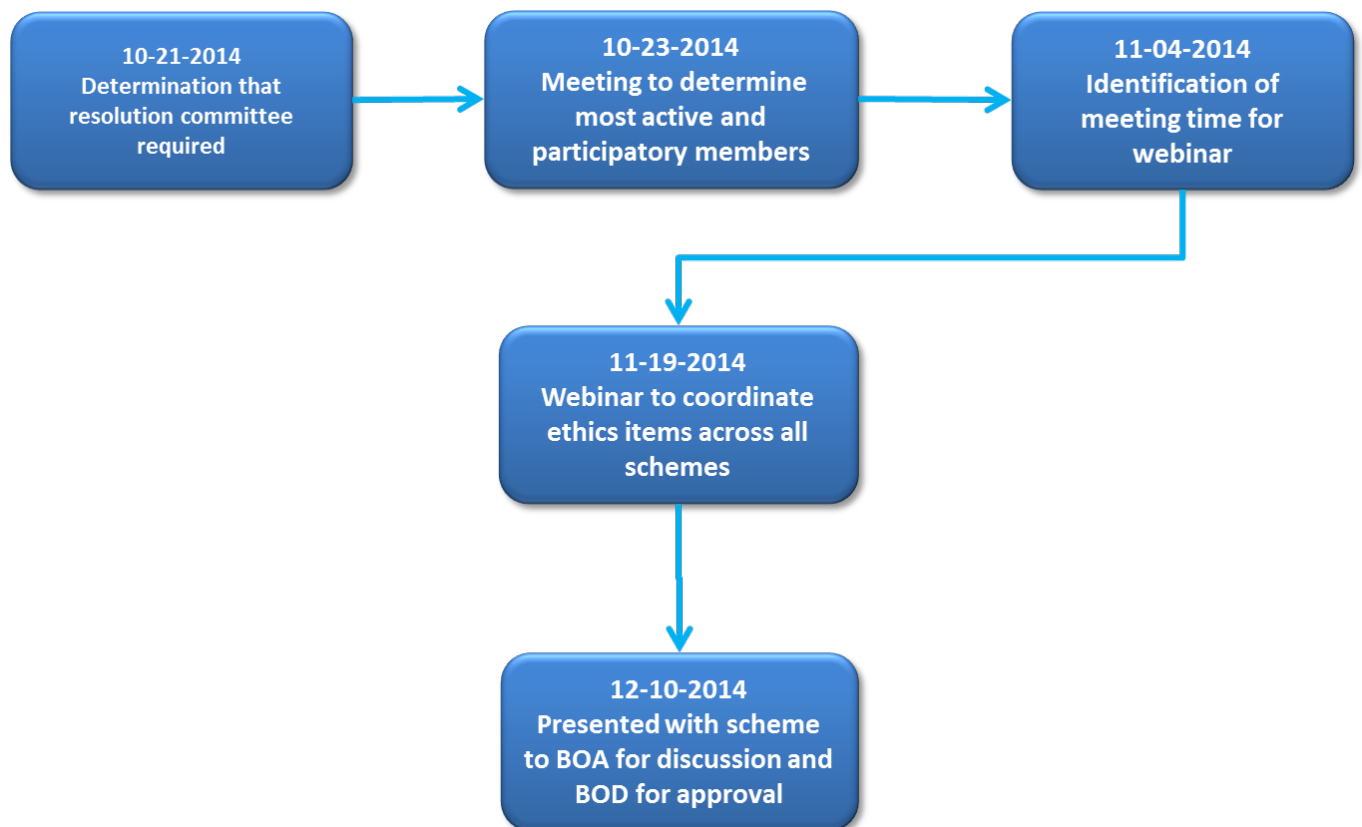 10-21-2014
Determination that
resolution committee
required
10-23-2014
Meeting to determine
most active and
participatory members
11-04-2014
Identification of
meeting time for
webinar
11-19-2014
Webinar to coordinate
ethics items across all
schemes
12-10-2014
Presented with scheme
to BOA for discussion and
BOD for approval